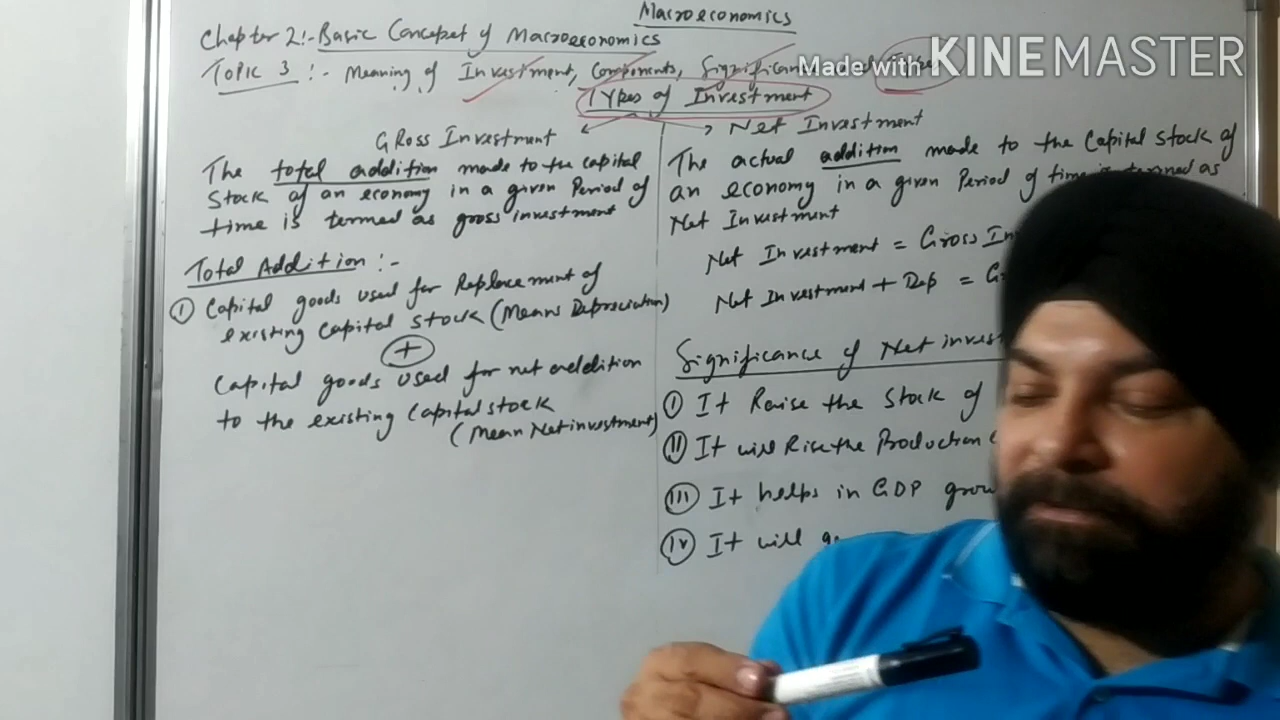 Macroeconomics
Chapter 2:- Basic Concept of Macroeconomics
Topic 3 :- Meaning of Investment, Components, Significance
Made with KINEMASTER
Types of Investment
Gross Investment
The total addition made to the capital
stock of an economy in a given Period of
time is termed as gross investment
Total Addition :-
① Capital goods used for Replacement of
existing capital stock (Means Depreciation)
+
Capital goods used for net addition
to the existing capital stock
(Mean Net investment)
Net Investment
The actual addition made to the capital stock of
an economy in a given Period of time is termed as
Net Investment
Net Investment = Gross
Net Investment + Dep =
Significance of Net
Ⓘ It Raise the Stock of
Ⓘⓘ It will Rise the Production
Ⓘⓘⓘ It helps in GDP
Ⓘⓥ It will